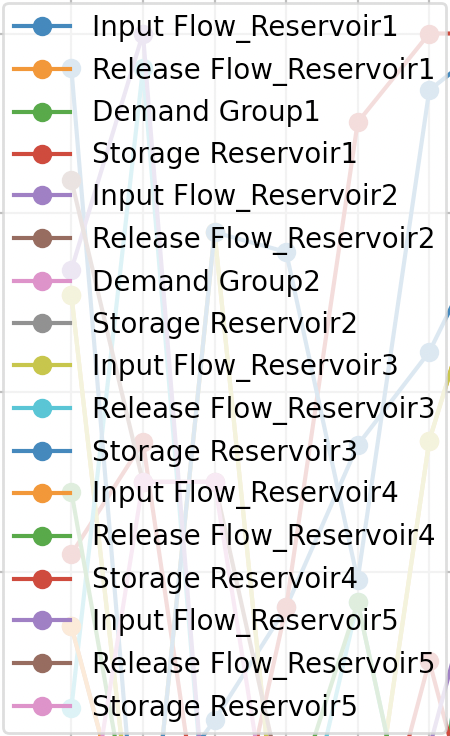 Input Flow_Reservoir1
Release Flow_Reservoir1
Demand Group1
Storage Reservoir1
Input Flow_Reservoir2
Release Flow_Reservoir2
Demand Group2
Storage Reservoir2
Input Flow_Reservoir3
Release Flow_Reservoir3
Storage Reservoir3
Input Flow_Reservoir4
Release Flow_Reservoir4
Storage Reservoir4
Input Flow_Reservoir5
Release Flow_Reservoir5
Storage Reservoir5